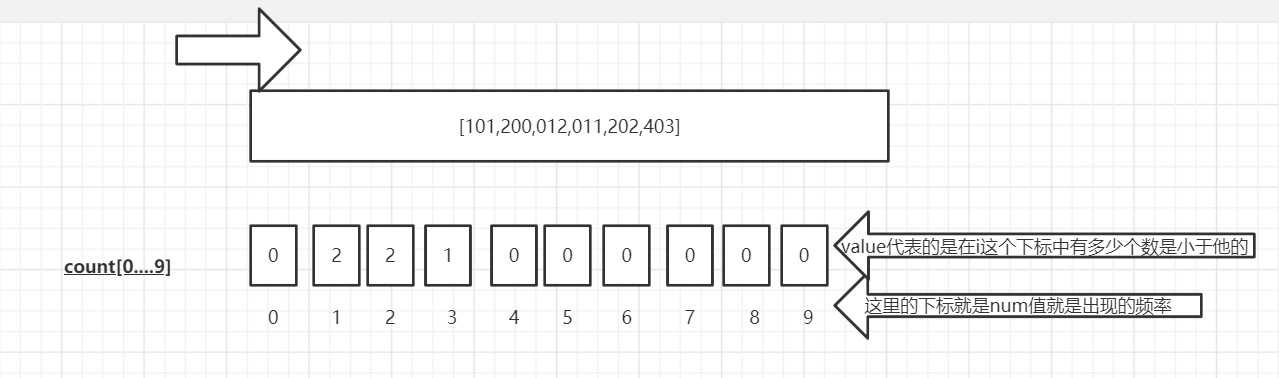 [101,200,012,011,202,403]
0 2 2 1 0 0 0 0 0 0
value代表的是在i这个下标中有多少个数是小于他的
count[0....9]
0 1 2 3 4 5 6 7 8 9
这里的下标就是num值就是出现的频率